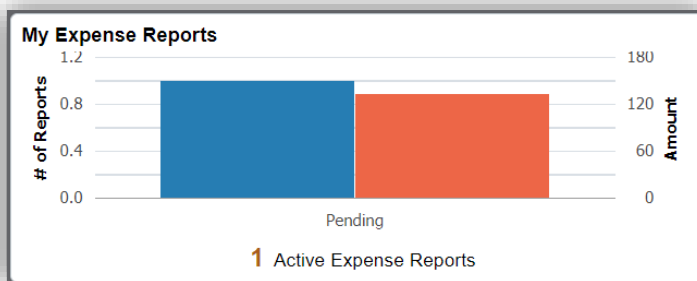 My Expense Reports
1.2
0.8
0.4
0.0
# of Reports
180
120
60
0
Amount
Pending
1 Active Expense Reports